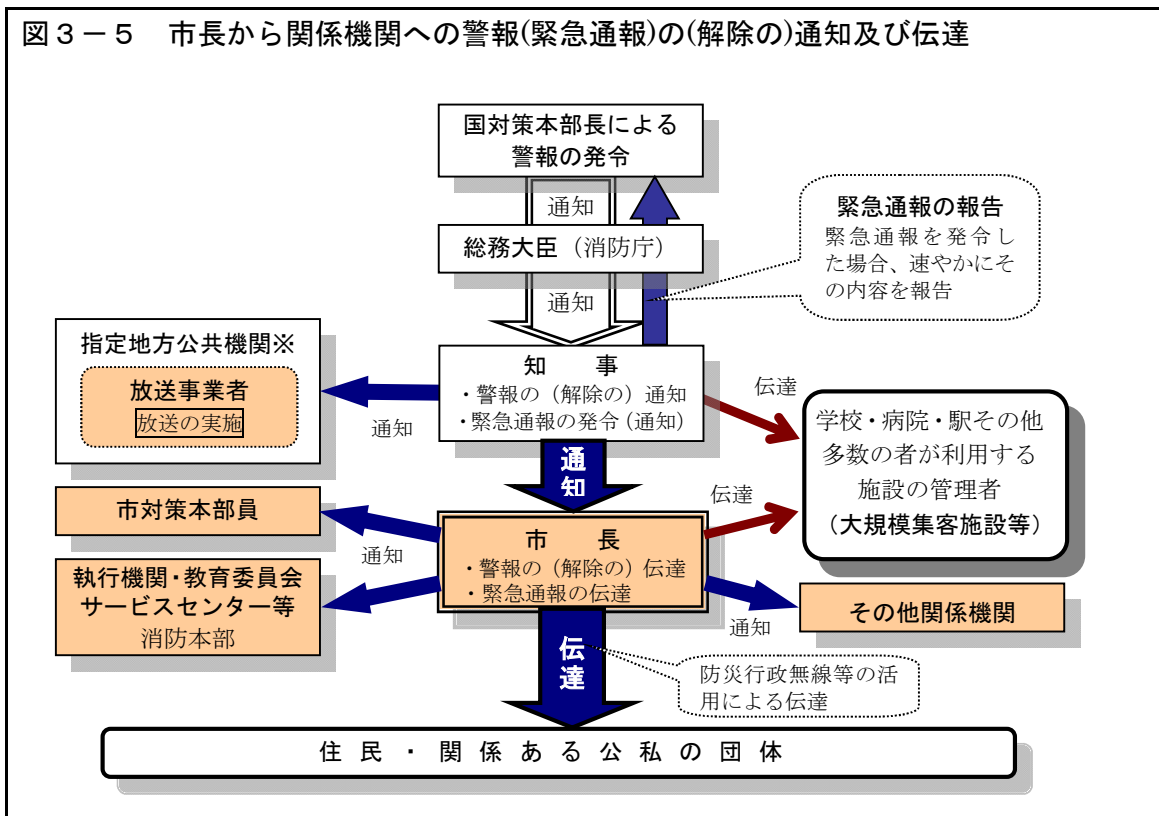 図３－５　市長から関係機関への警報(緊急通報)の(解除の)通知及び伝達
国対策本部長による
警報の発令
通知
総務大臣（消防庁）
通知
緊急通報の報告
緊急通報を発令し
た場合、速やかにそ
の内容を報告
指定地方公共機関※
放送事業者
放送の実施
通知
知　事
・警報の（解除の）通知
・緊急通報の発令（通知）
伝達
学校・病院・駅その他
多数の者が利用する
施設の管理者
（大規模集客施設等）
通知
伝達
市対策本部員
通知
執行機関・教育委員会
サービスセンター等
消防本部
市　長
・警報の（解除の）伝達
・緊急通報の伝達
通知
その他関係機関
伝達
防災行政無線等の活
用による伝達
住民・関係ある公私の団体